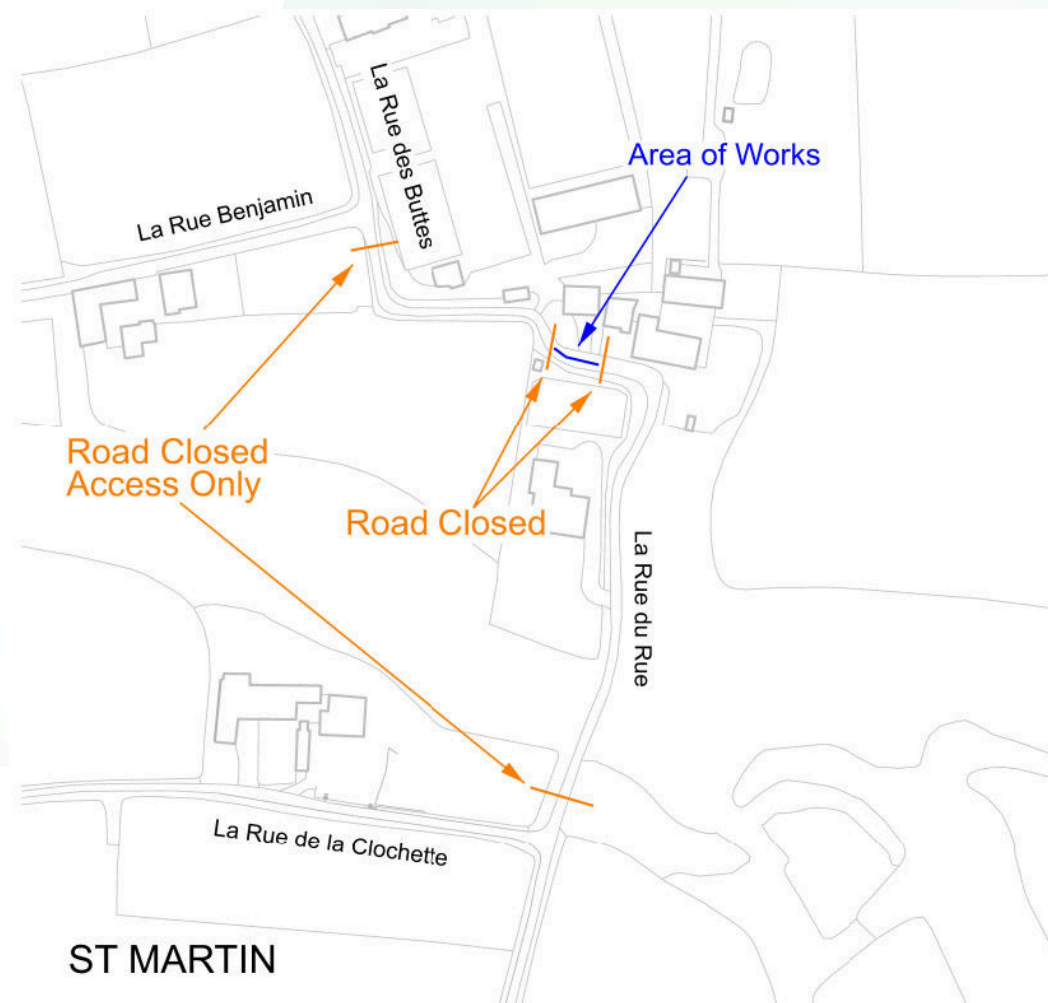 La Rue des Buttes
Area of Works
La Rue Benjamin
Road Closed
Access Only
Road Closed
La Rue du Rue
La Rue de la Clochette
ST MARTIN